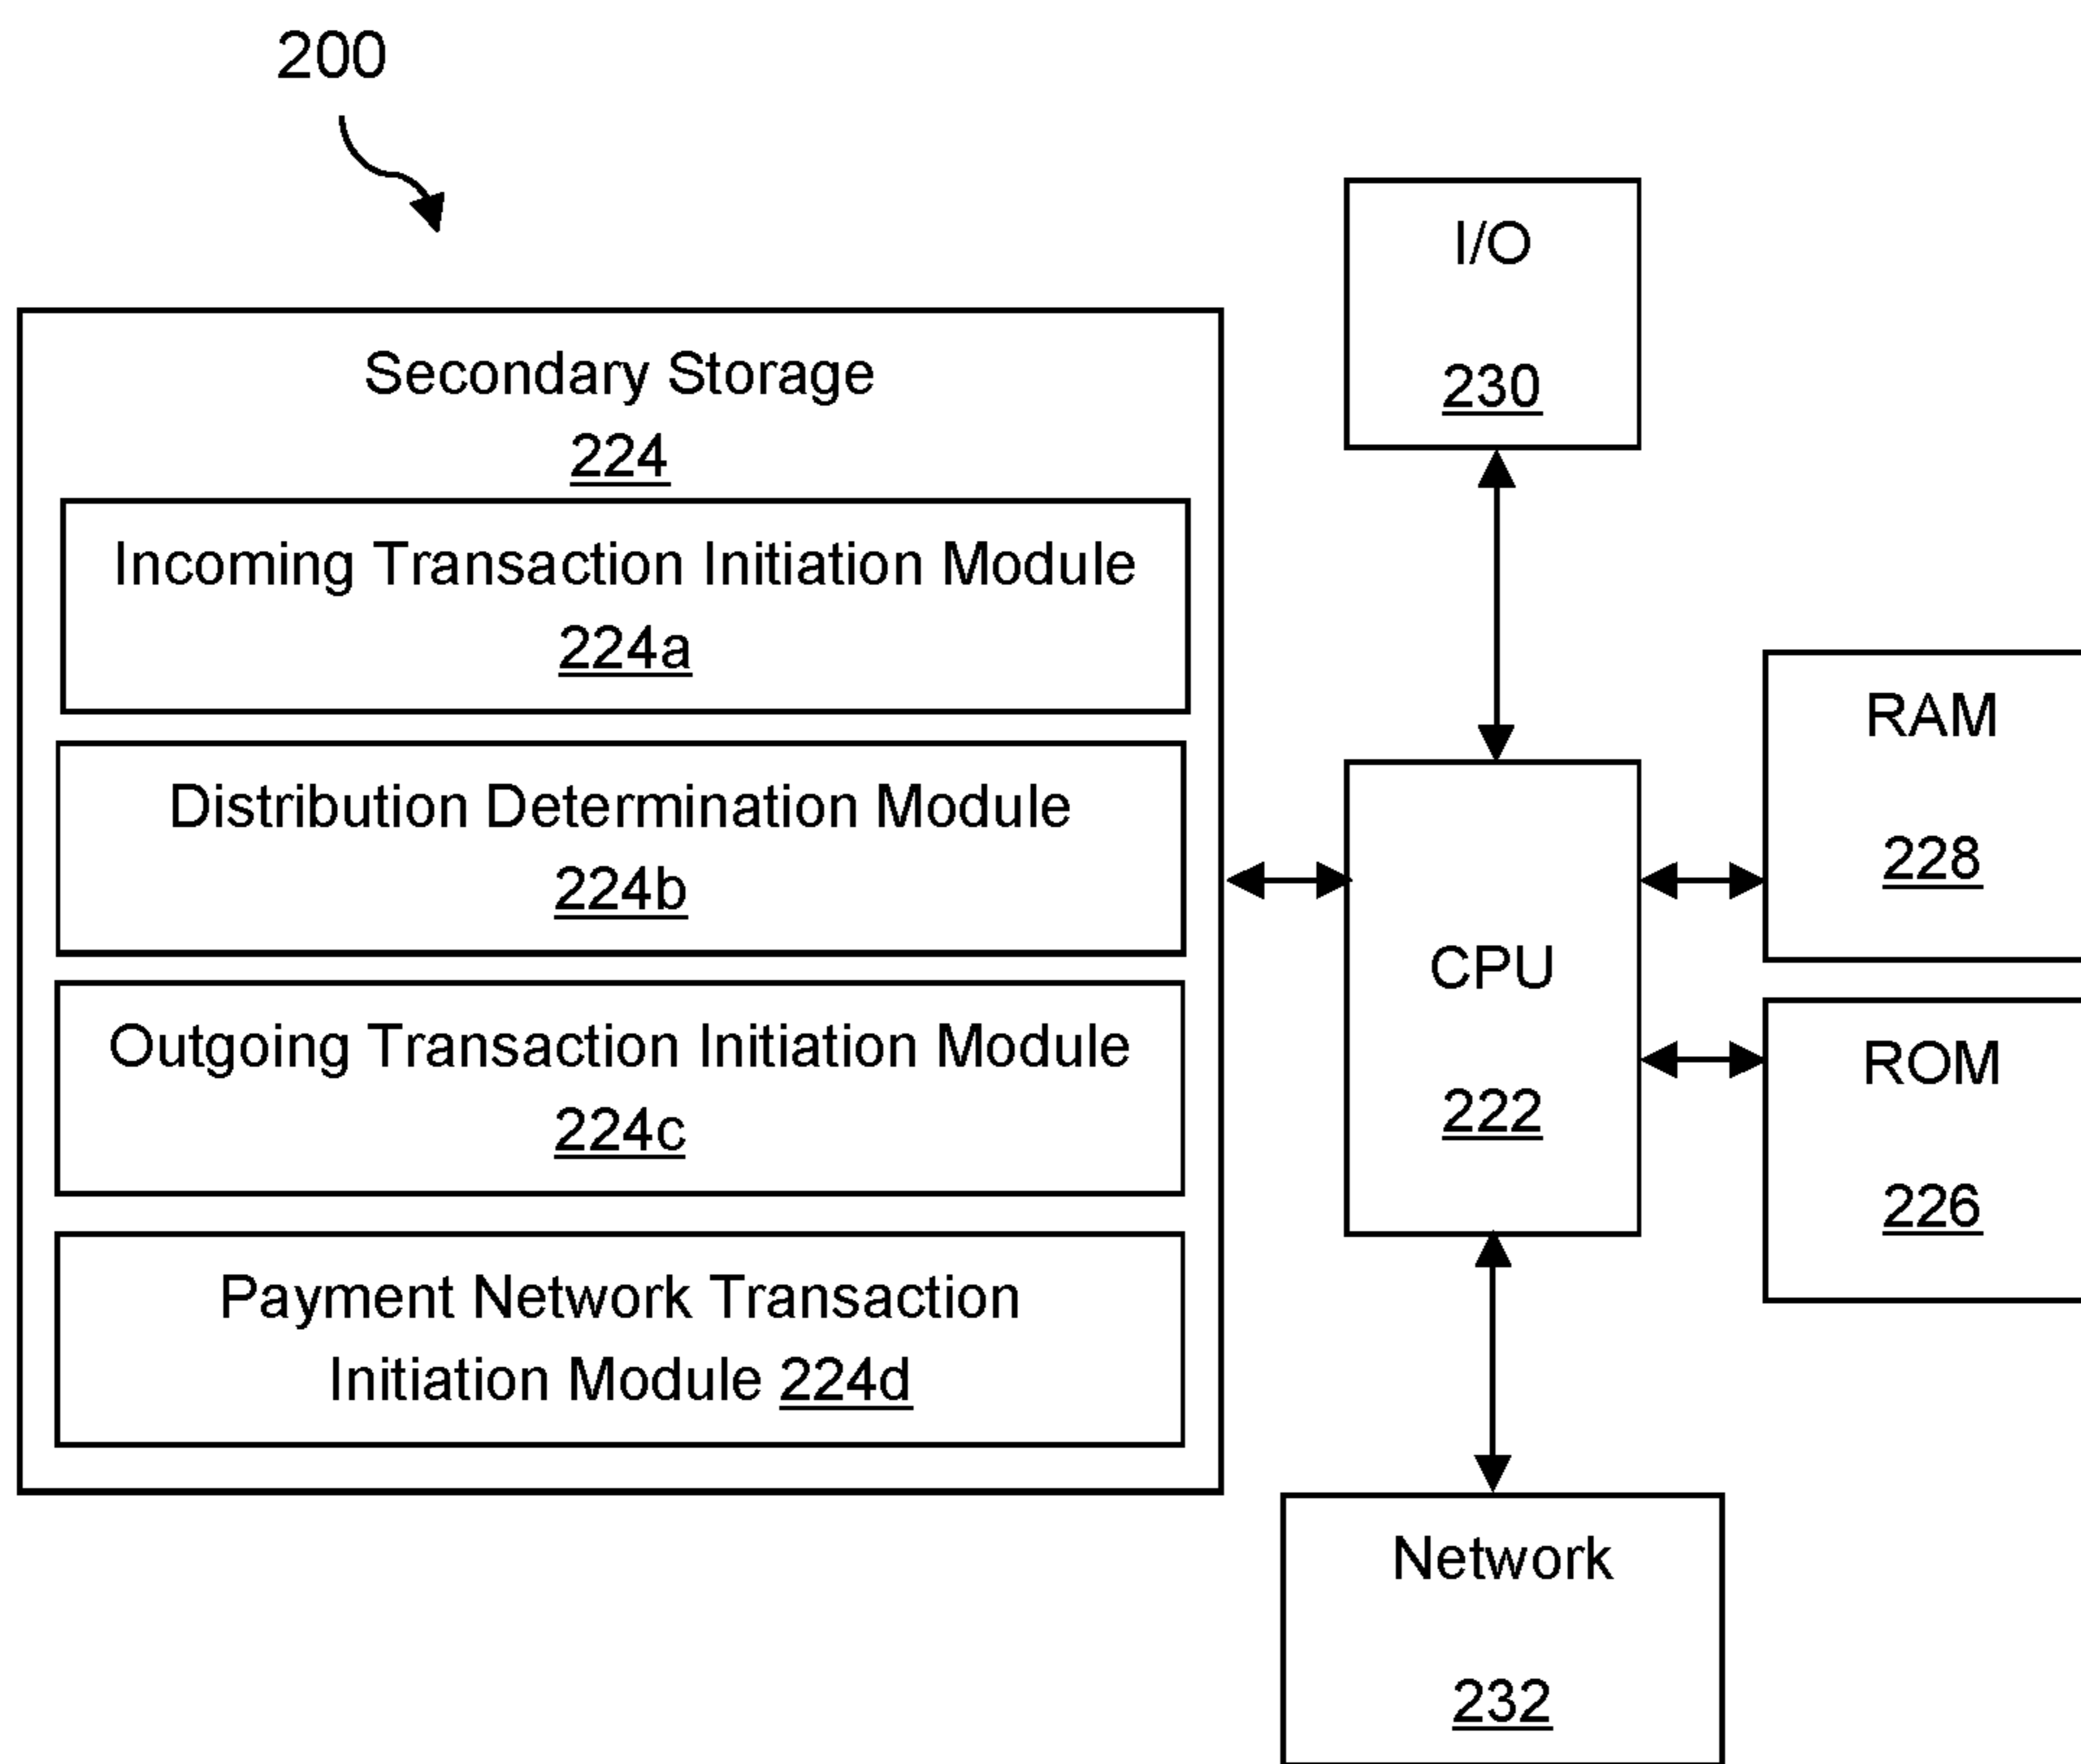 200
Secondary Storage
224
Incoming Transaction Initiation Module
224a
Distribution Determination Module
224b
Outgoing Transaction Initiation Module
224c
Payment Network Transaction
Initiation Module 224d
I/O
230
CPU
222
RAM
228
ROM
226
Network
232